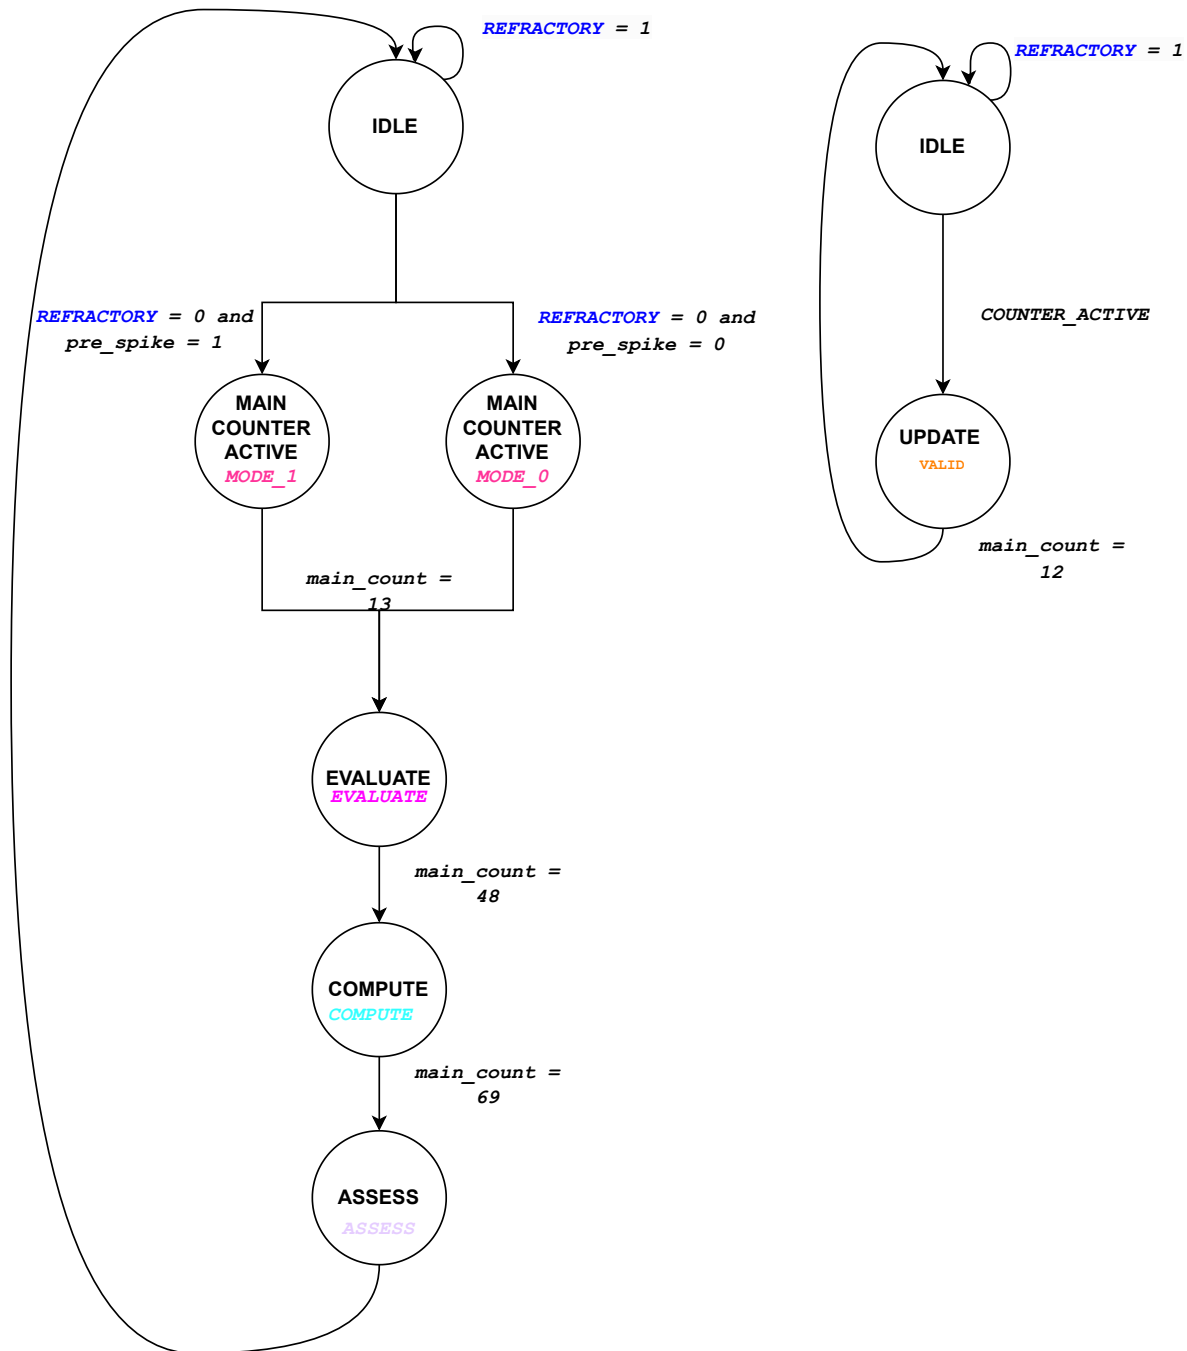 REFRACTORY = 1
IDLE
REFRACTORY = 0 and
pre_spike = 1
REFRACTORY = 0 and
pre_spike = 0
MAIN
COUNTER
ACTIVE
MODE_1
MAIN
COUNTER
ACTIVE
MODE_0
main_count =
13
EVALUATE
EVALUATE
main_count =
48
COMPUTE
COMPUTE
main_count =
69
ASSESS
ASSESS
REFRACTORY = 1
IDLE
COUNTER_ACTIVE
UPDATE
VALID
main_count =
12